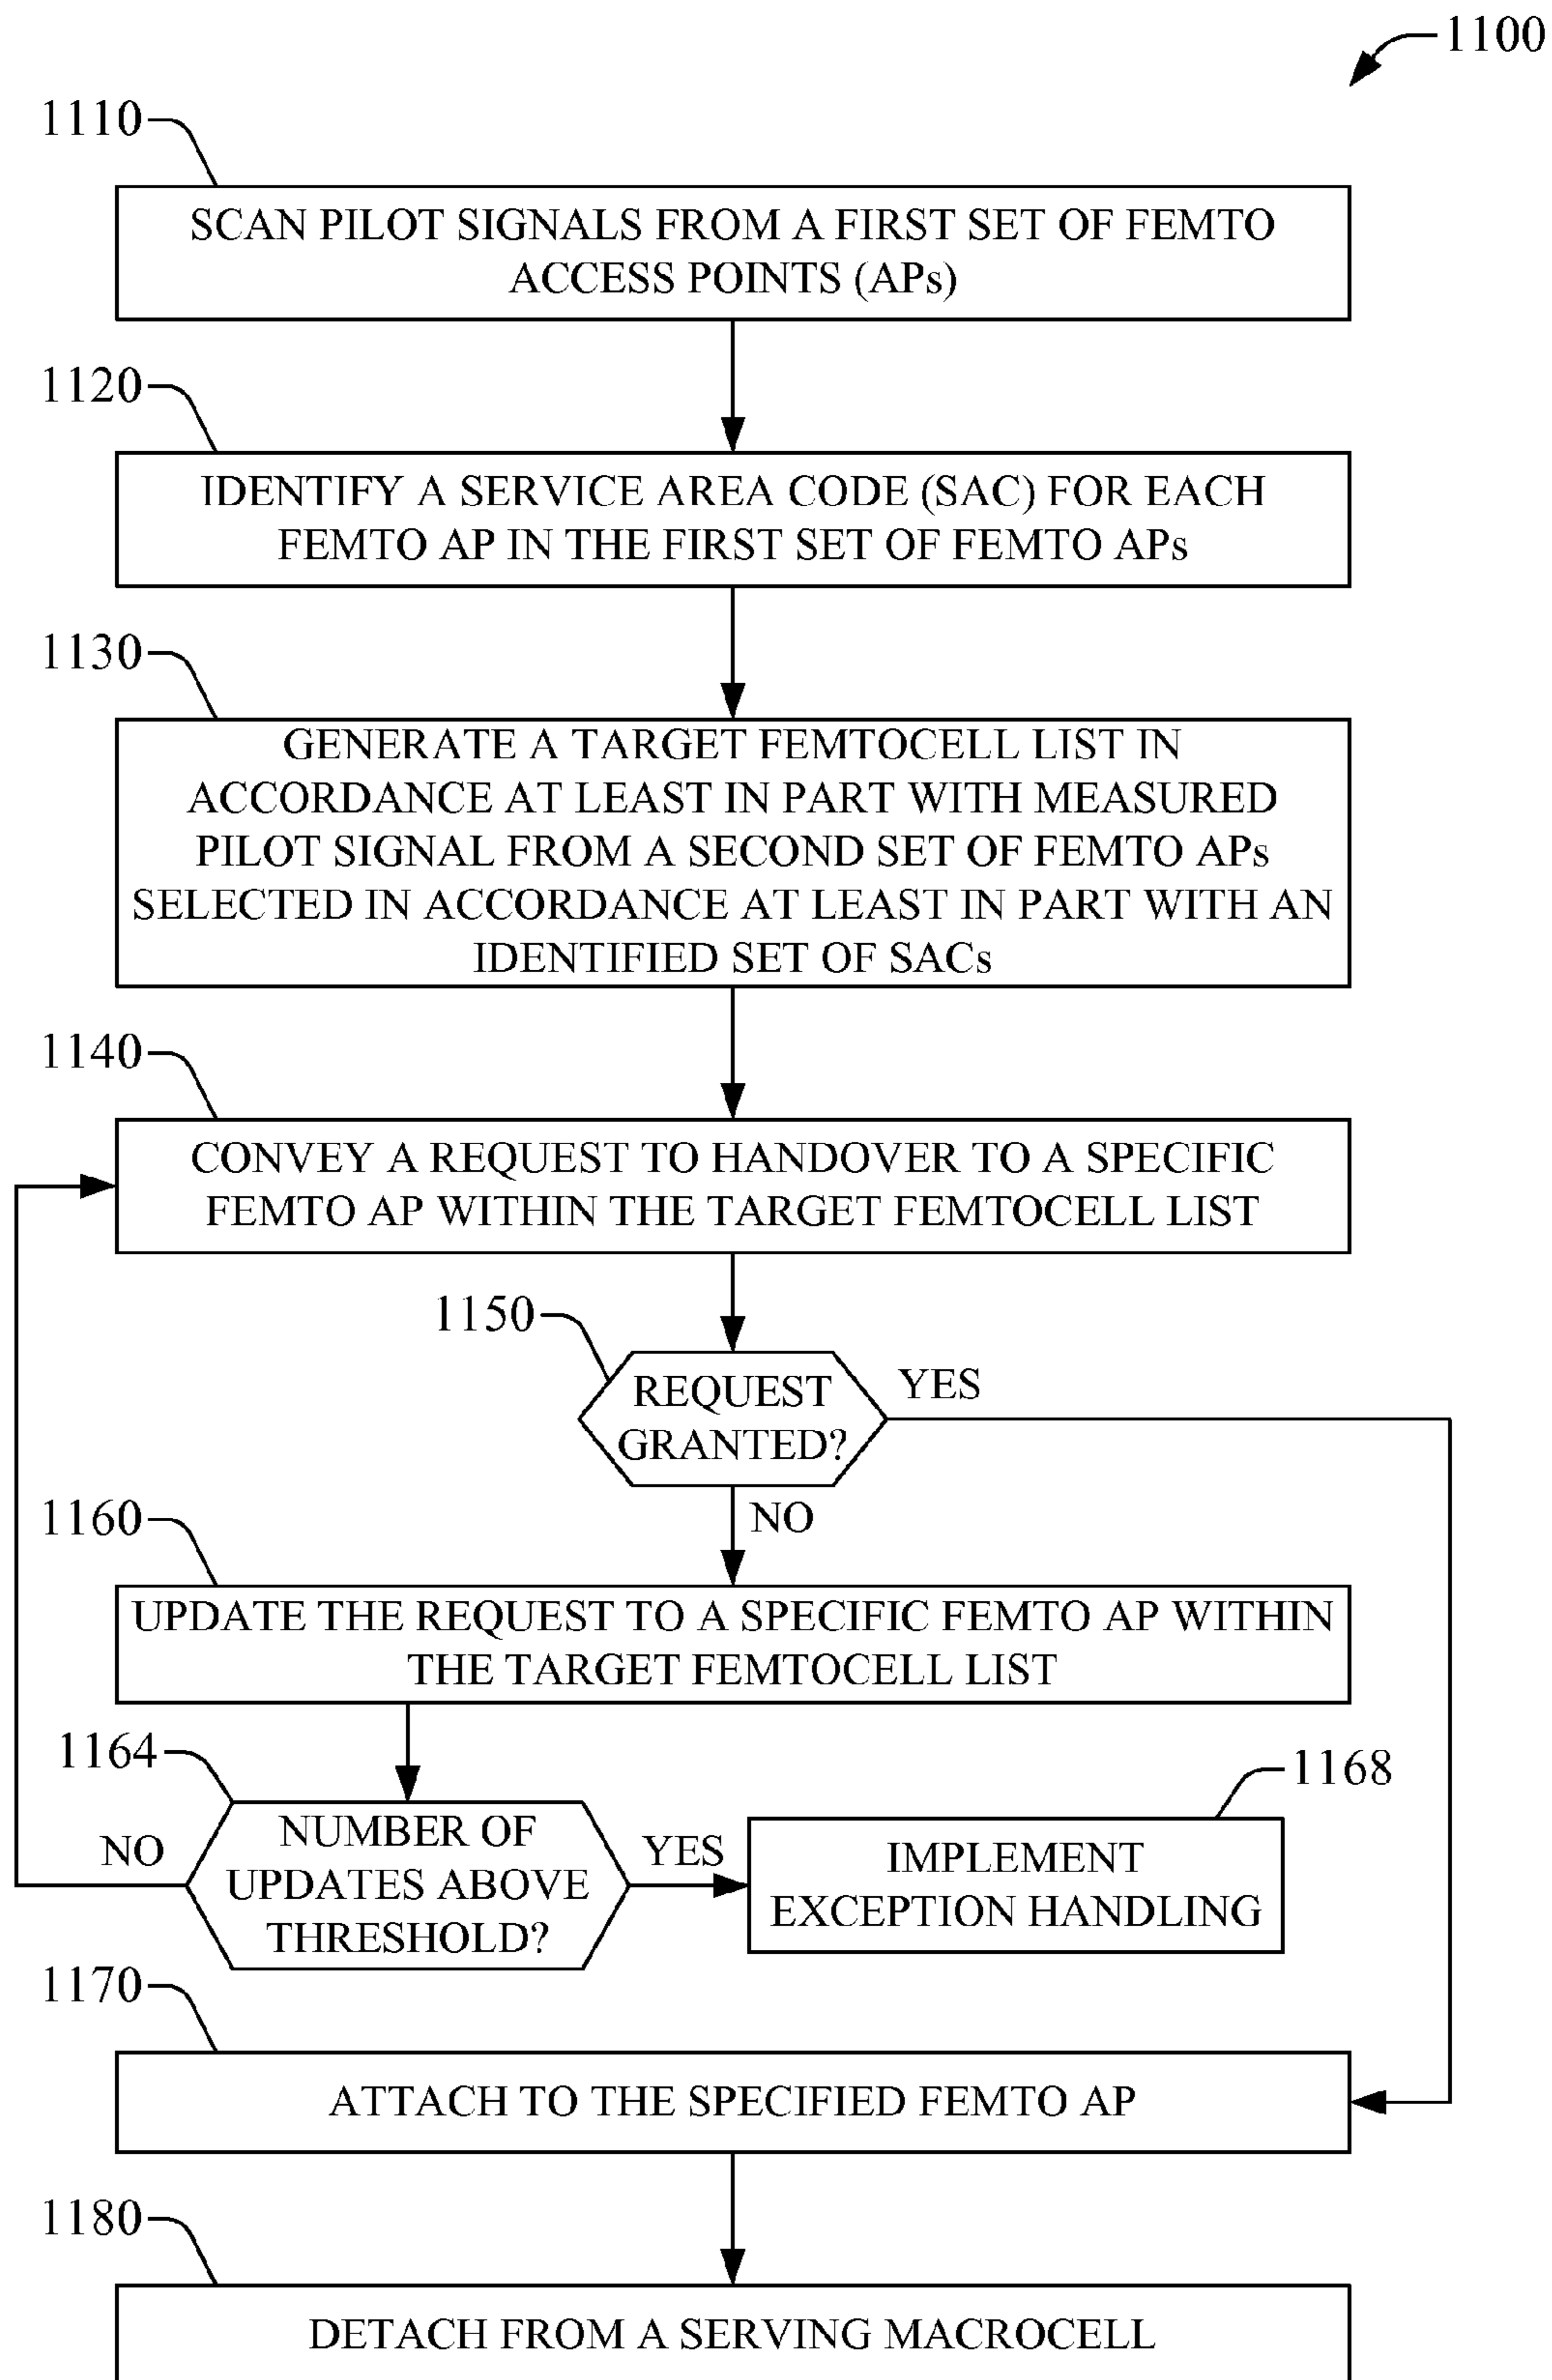 1100
1110
SCAN PILOT SIGNALS FROM A FIRST SET OF FEMTO
ACCESS POINTS (APs)
1120
IDENTIFY A SERVICE AREA CODE (SAC) FOR EACH
FEMTO AP IN THE FIRST SET OF FEMTO APs
1130
GENERATE A TARGET FEMTOCELL LIST IN
ACCORDANCE AT LEAST IN PART WITH MEASURED
PILOT SIGNAL FROM A SECOND SET OF FEMTO APs
SELECTED IN ACCORDANCE AT LEAST IN PART WITH AN
IDENTIFIED SET OF SACs
1140
CONVEY A REQUEST TO HANDOVER TO A SPECIFIC
FEMTO AP WITHIN THE TARGET FEMTOCELL LIST
1150
REQUEST
GRANTED?
YES
NO
1160
UPDATE THE REQUEST TO A SPECIFIC FEMTO AP WITHIN
THE TARGET FEMTOCELL LIST
1164
NUMBER OF
UPDATES ABOVE
THRESHOLD?
NO
YES
1168
IMPLEMENT
EXCEPTION HANDLING
1170
ATTACH TO THE SPECIFIED FEMTO AP
1180
DETACH FROM A SERVING MACROCELL